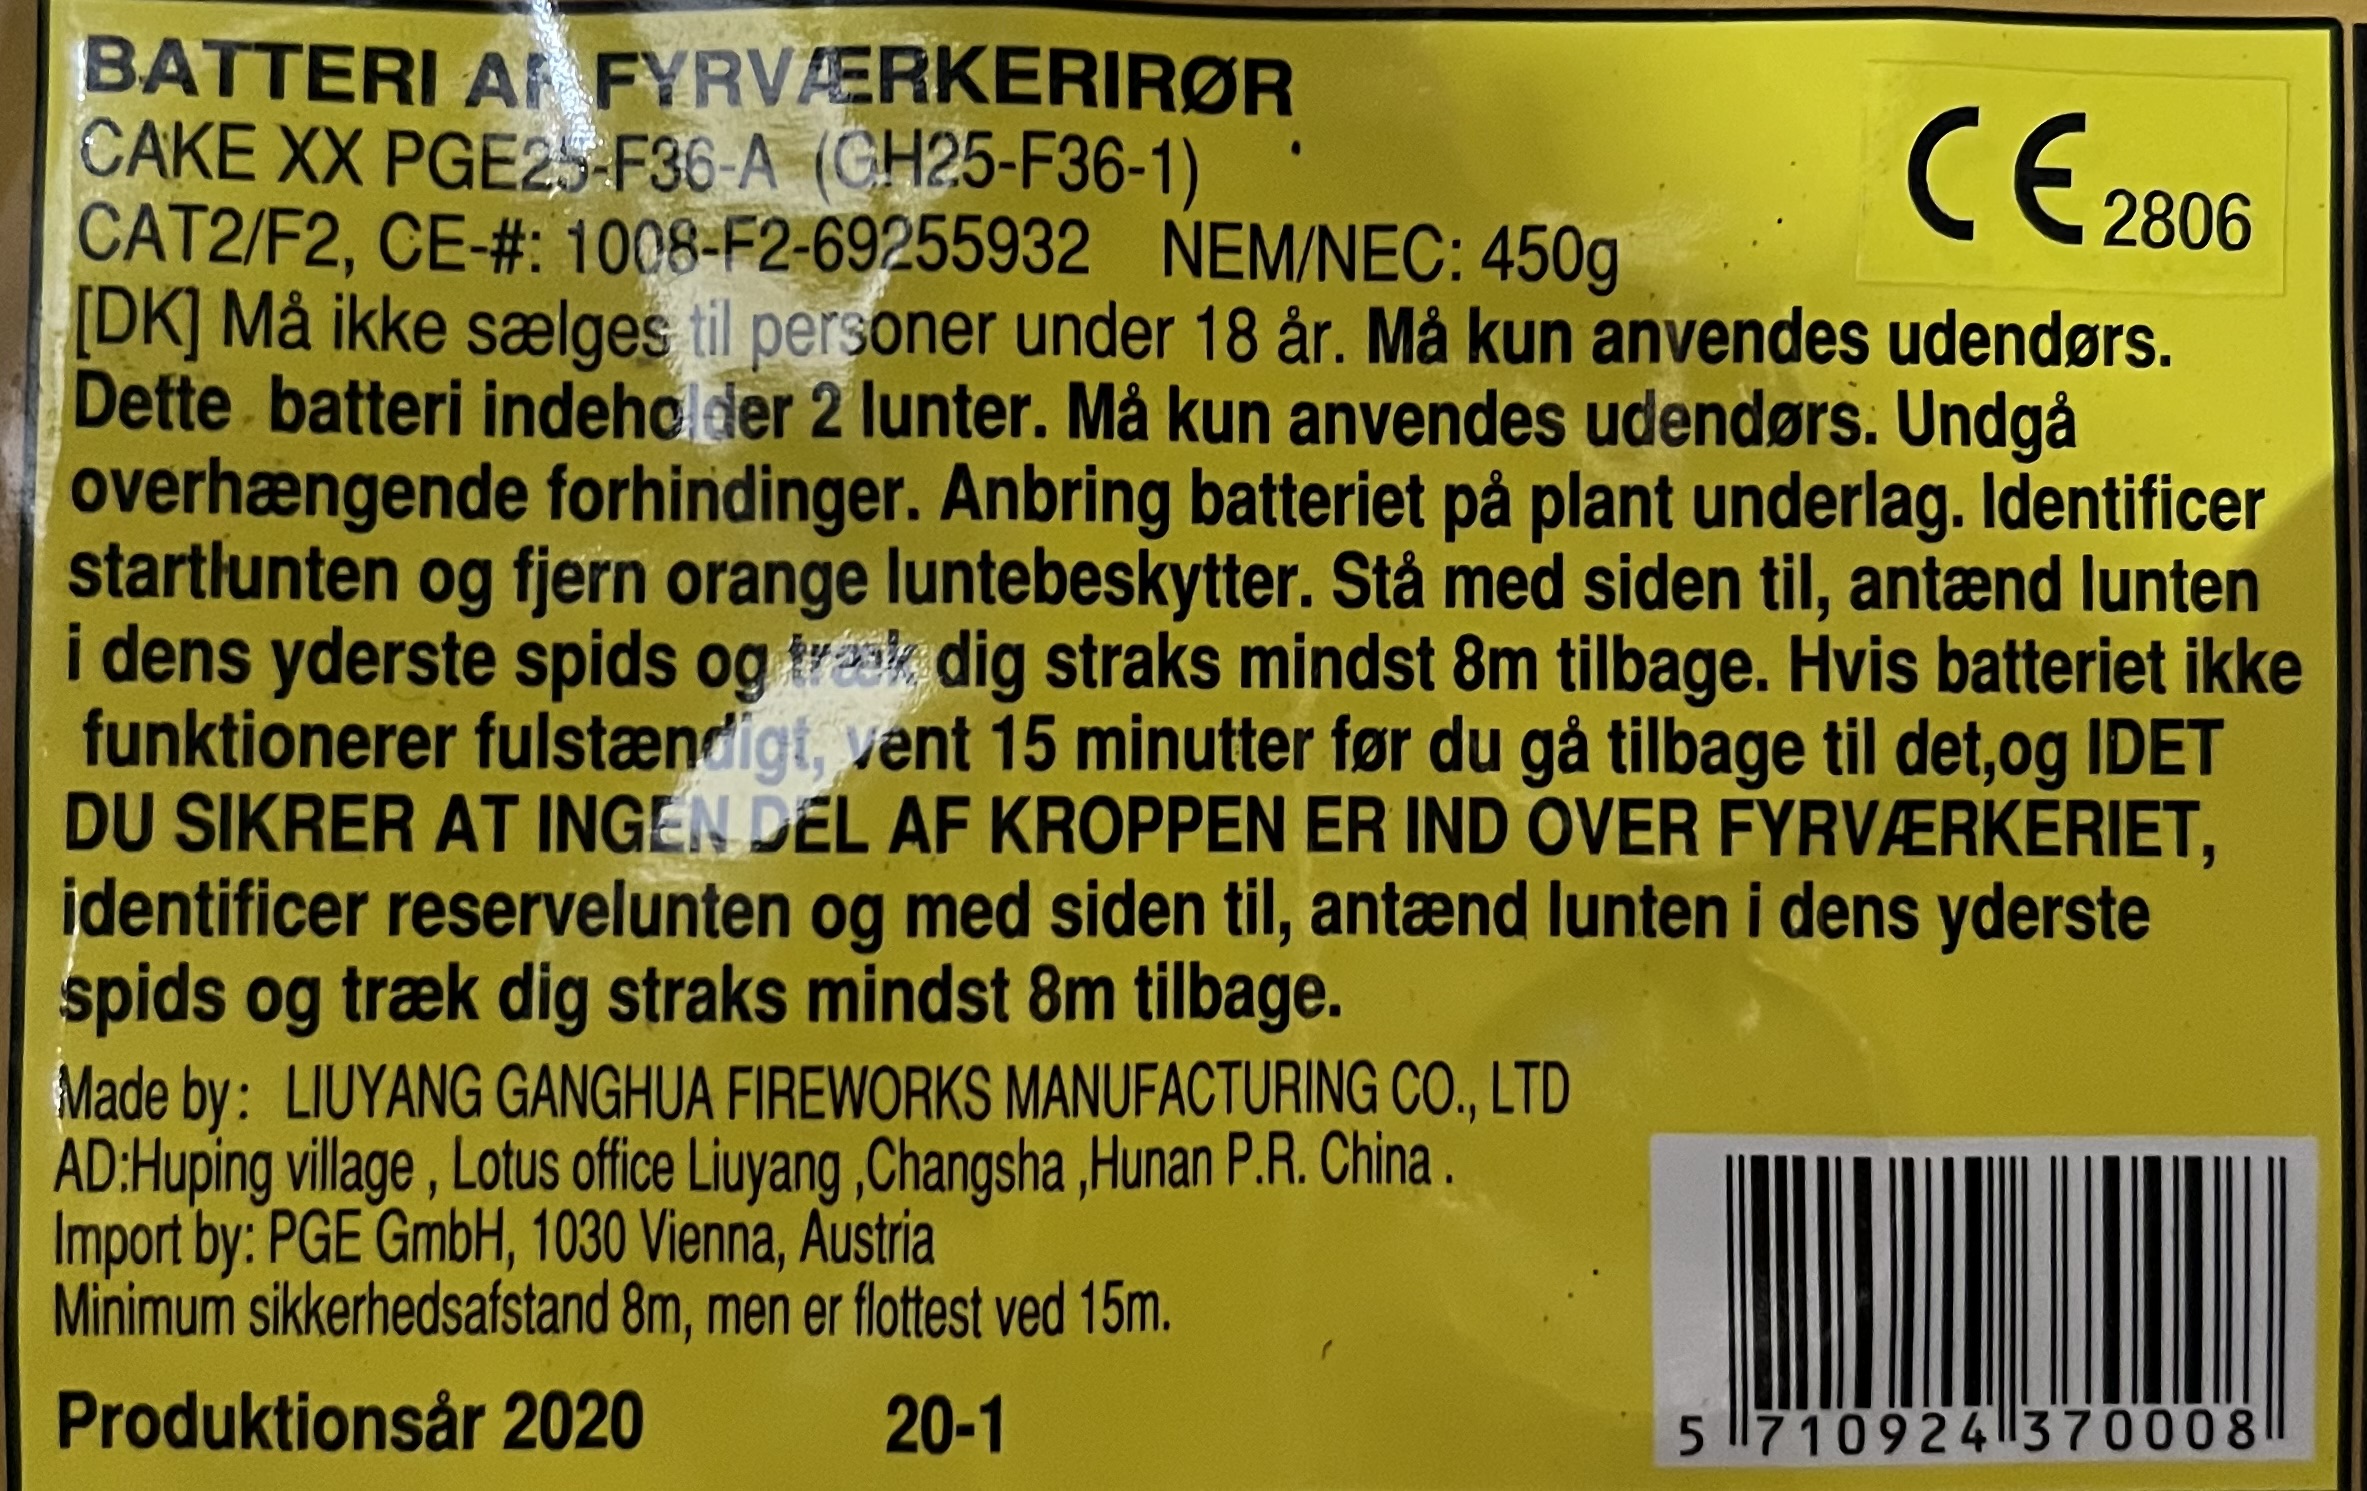 BATTERI AF FYRVÆRKERIRØR
CAKE XX PGE25-F36-A (GH25-F36-1)
CE 2806
CAT2/F2, CE-#: 1008-F2-69255932 NEM/NEC: 450g
[DK] Må ikke sælges til personer under 18 år. Må kun anvendes udendørs.
Dette batteri indeholder 2 lunter. Må kun anvendes udendørs. Undgå
overhængende forhindinger. Anbring batteriet på plant underlag. Identificer
startlunten og fjern orange luntebeskytter. Stå med siden til, antænd lunten
i dens yderste spids og træk dig straks mindst 8m tilbage. Hvis batteriet ikke
funktionerer fulstændigt, vent 15 minutter før du gå tilbage til det,og IDET
DU SIKRER AT INGEN DEL AF KROPPEN ER IND OVER FYRVÆRKERIET,
identificer reservelunten og med siden til, antænd lunten i dens yderste
spids og træk dig straks mindst 8m tilbage.
Made by: LIUYANG GANGHUA FIREWORKS MANUFACTURING CO., LTD
AD:Huping village , Lotus office Liuyang ,Changsha ,Hunan P.R. China .
Import by: PGE GmbH, 1030 Vienna, Austria
Minimum sikkerhedsafstand 8m, men er flottest ved 15m.
Produktionsår 2020 20-1
5 710924 370008